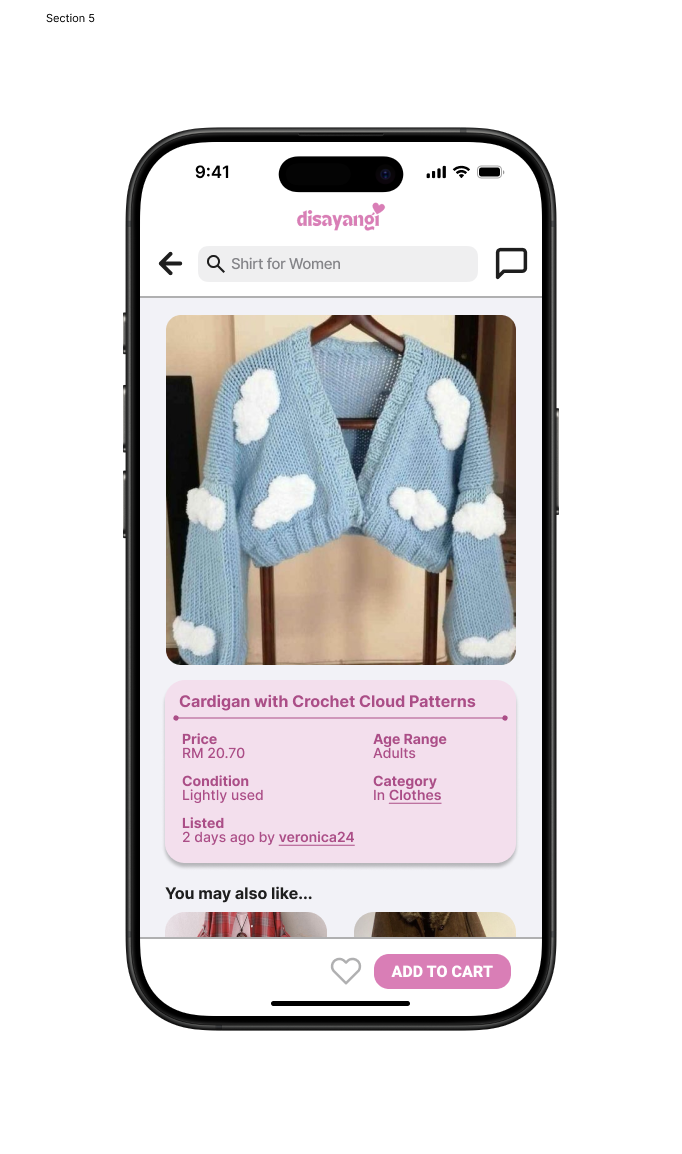 Section 5
9:41
disayangi
Shirt for Women
Cardigan with Crochet Cloud Patterns
Price
RM 20.70
Age Range
Adults
Condition
Lightly used
Category
In Clothes
Listed
2 days ago by veronica24
You may also like...
ADD TO CART